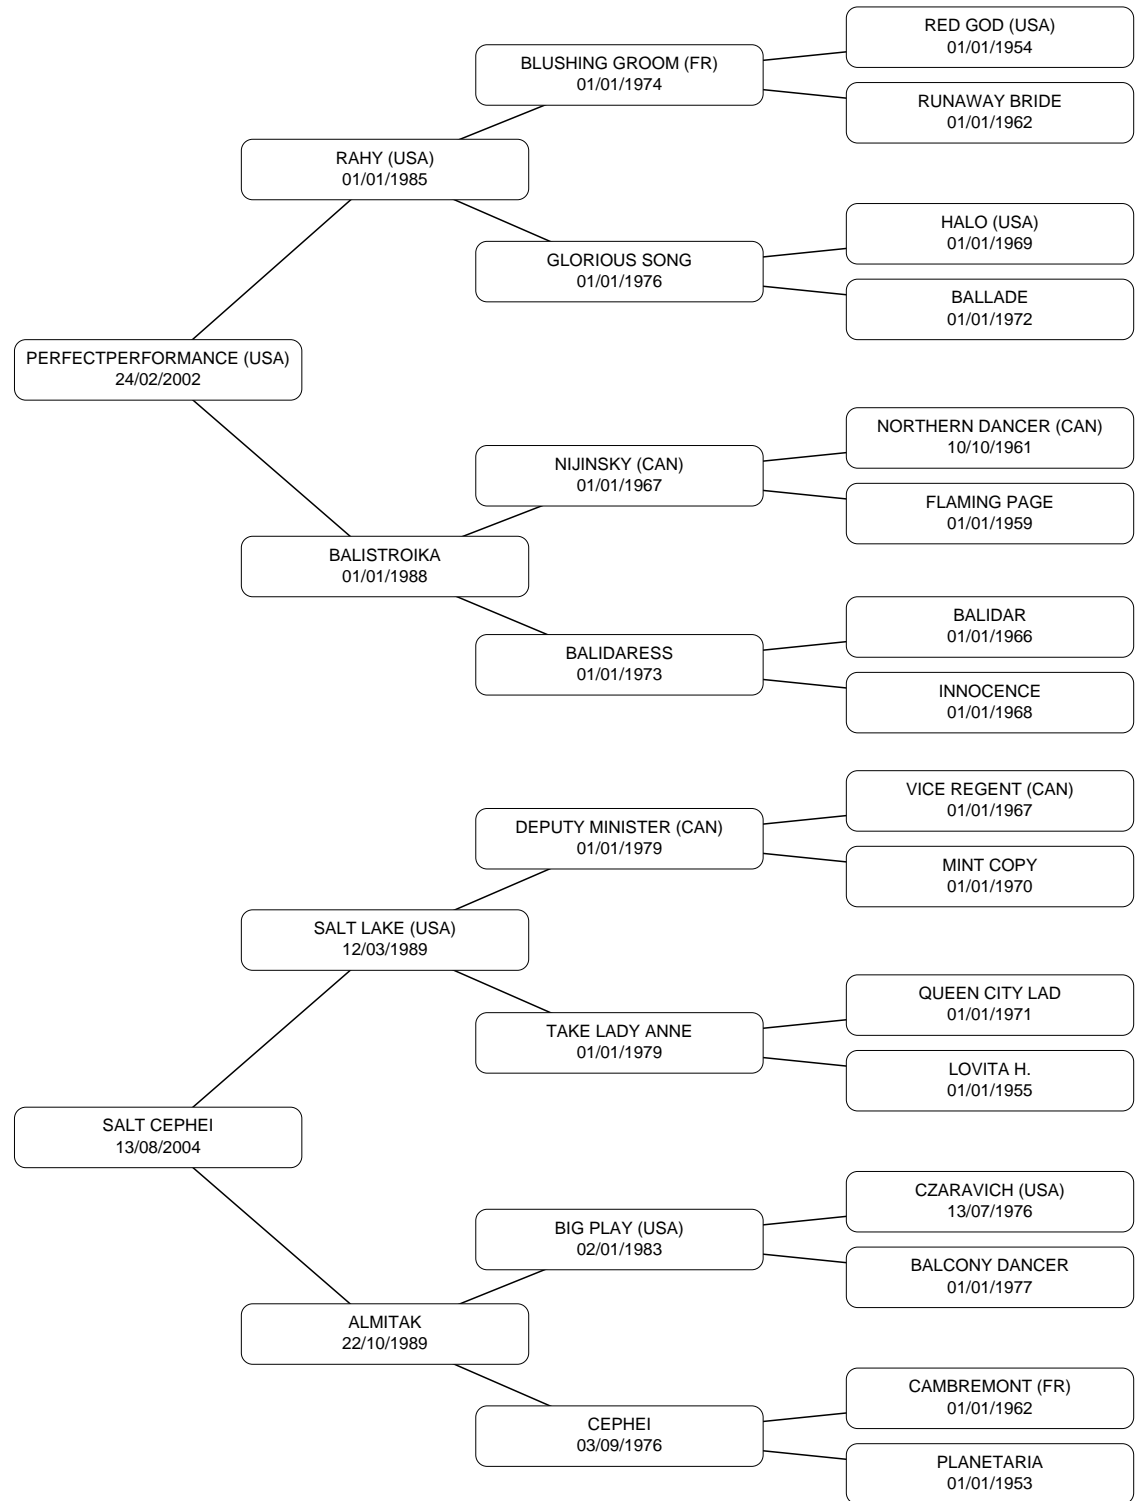 RED GOD (USA)
01/01/1954
BLUSHING GROOM (FR)
01/01/1974
RUNAWAY BRIDE
01/01/1962
RAHY (USA)
01/01/1985
HALO (USA)
01/01/1969
GLORIOUS SONG
01/01/1976
BALLADE
01/01/1972
PERFECTPERFORMANCE (USA)
24/02/2002
NORTHERN DANCER (CAN)
10/10/1961
NIJINSKY (CAN)
01/01/1967
FLAMING PAGE
01/01/1959
BALISTROIKA
01/01/1988
BALIDAR
01/01/1966
BALIDARESS
01/01/1973
INNOCENCE
01/01/1968
VICE REGENT (CAN)
01/01/1967
DEPUTY MINISTER (CAN)
01/01/1979
MINT COPY
01/01/1970
SALT LAKE (USA)
12/03/1989
QUEEN CITY LAD
01/01/1971
TAKE LADY ANNE
01/01/1979
LOVITA H.
01/01/1955
SALT CEPHEI
13/08/2004
CZARAVICH (USA)
13/07/1976
BIG PLAY (USA)
02/01/1983
BALCONY DANCER
01/01/1977
ALMITAK
22/10/1989
CAMBREMONT (FR)
01/01/1962
CEPHEI
03/09/1976
PLANETARIA
01/01/1953